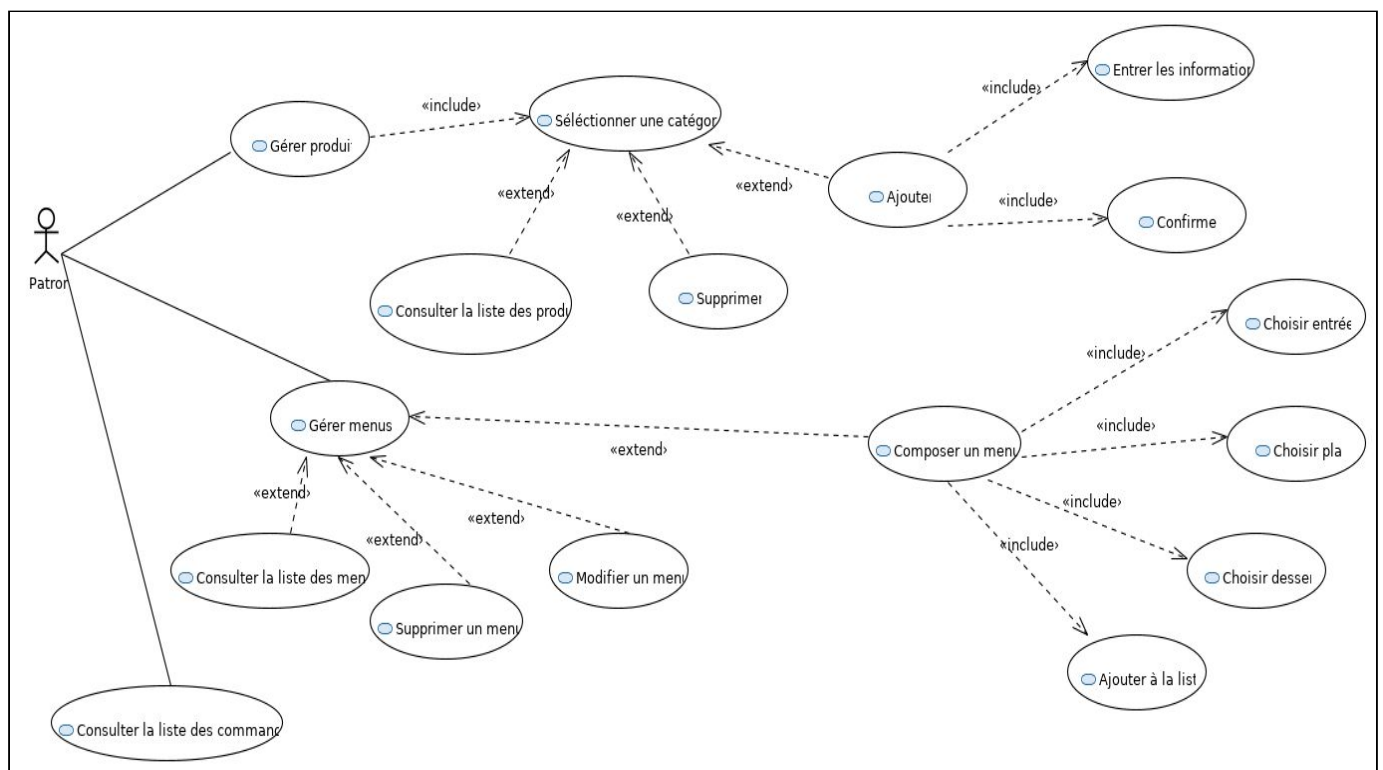 Entrer les information
«include»
«include»
Séléctionner une catégor
Gérer produi
«extend»
«extend»
«extend»
Ajouter
«include»
Confirme
Patron
Consulter la liste des produ
Supprimer
Choisir entrée
«include»
Gérer menus
«extend»
Composer un menu
«include»
Choisir pla
«extend»
«extend»
«extend»
«include»
«include»
Consulter la liste des men
Modifier un menu
Choisir desser
Supprimer un menu
Ajouter à la list
Consulter la liste des command